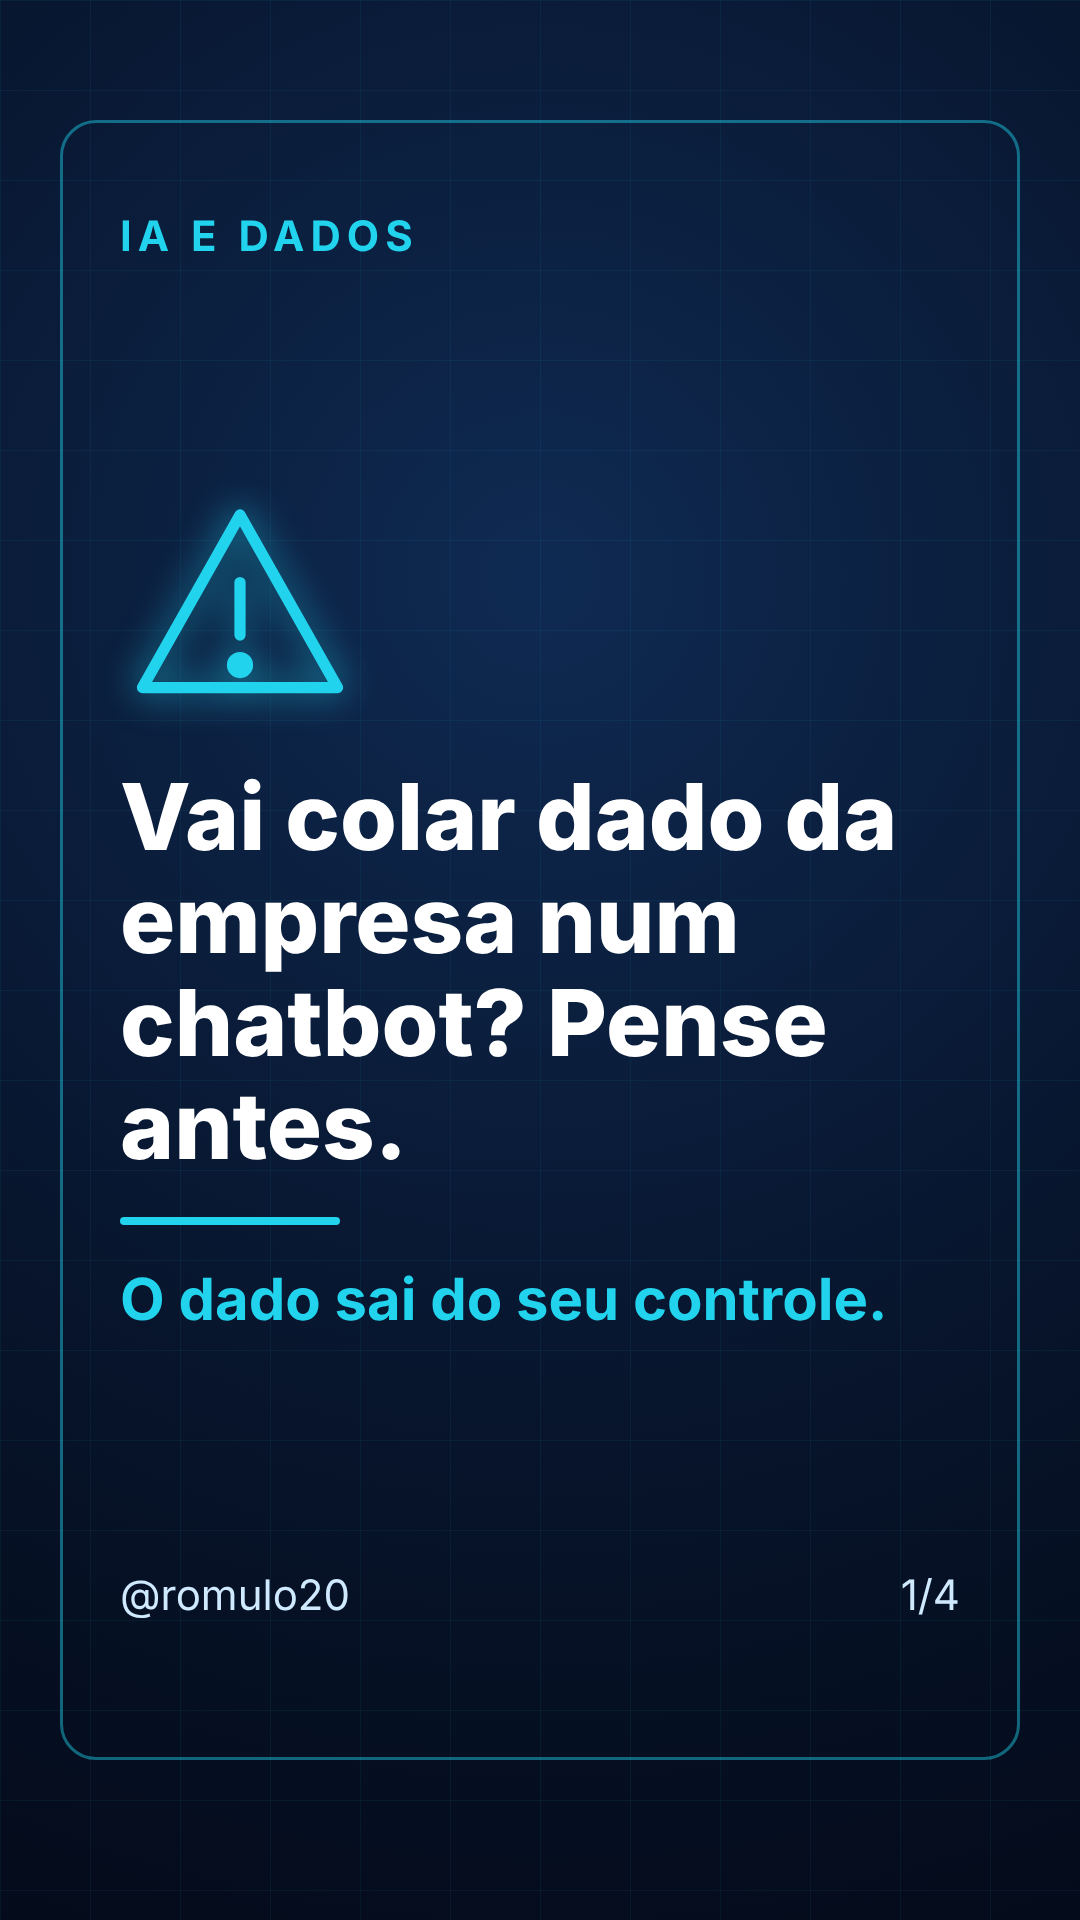 IA E DADOS
Vai colar dado da
empresa num
chatbot? Pense
antes.
O dado sai do seu controle.
@romulo20
1/4